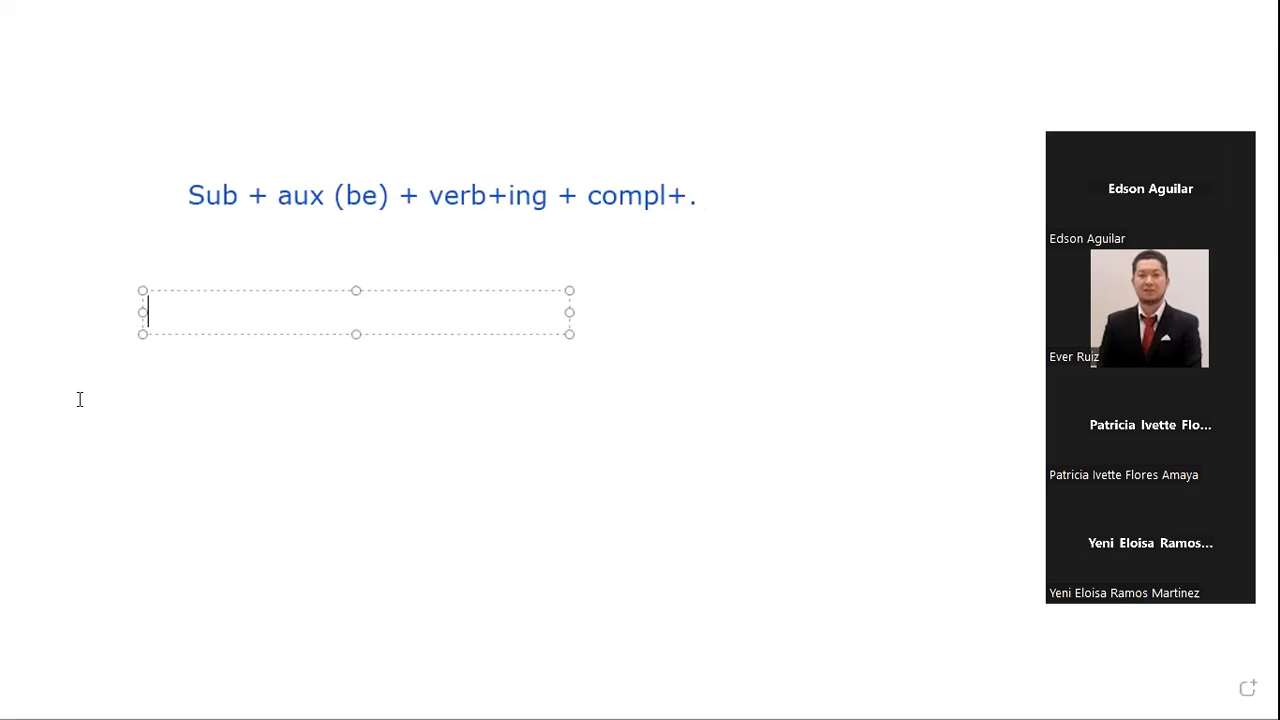 Sub + aux (be) + verb+ing + compl+.
Edson Aguilar
Edson Aguilar
Ever Ruiz
Patricia Ivette Flo...
Patricia Ivette Flores Amaya
Yeni Eloisa Ramos...
Yeni Eloisa Ramos Martinez